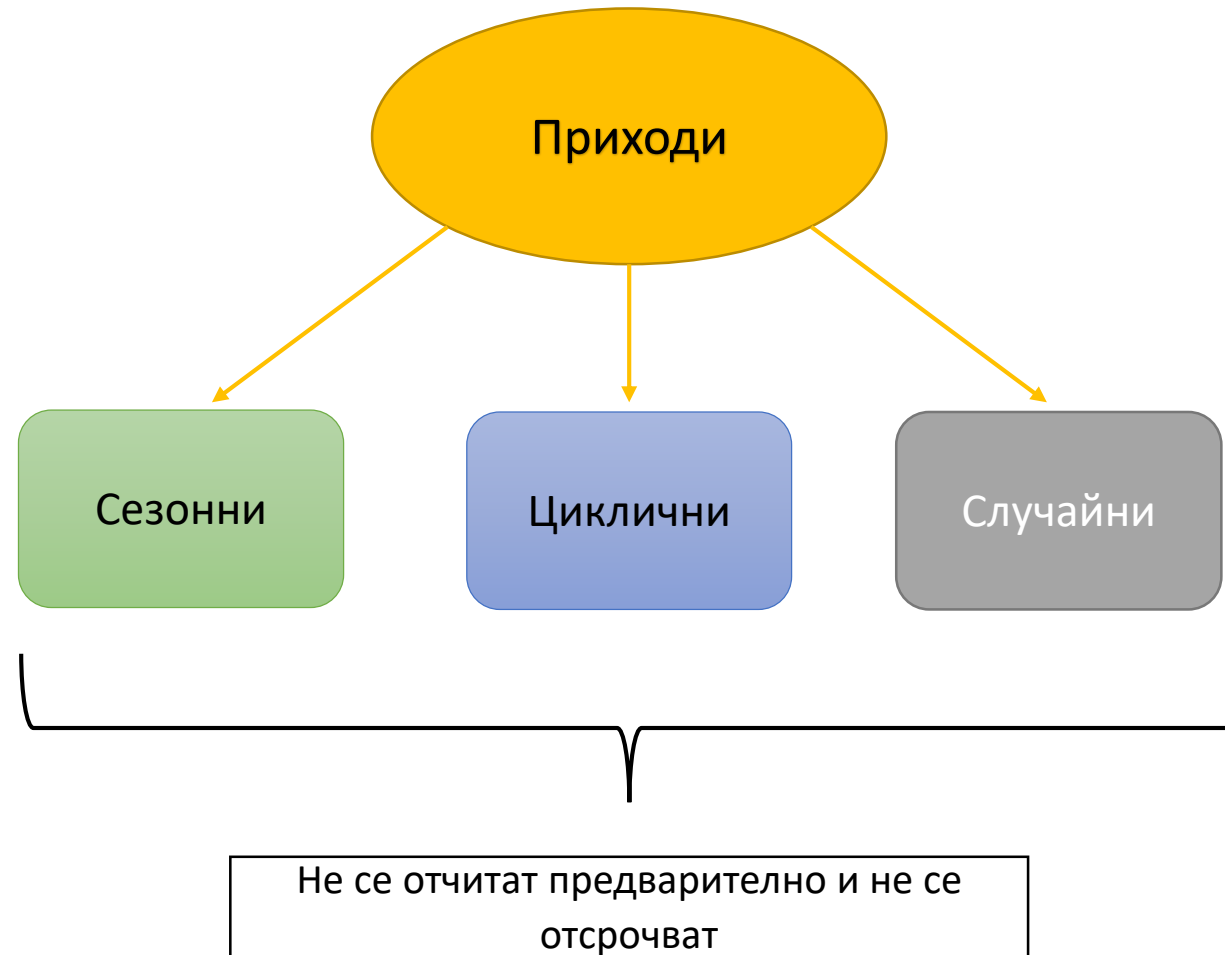 Приходи
Сезонни
Циклични
Случайни
Не се отчитат предварително и не се
отсрочват